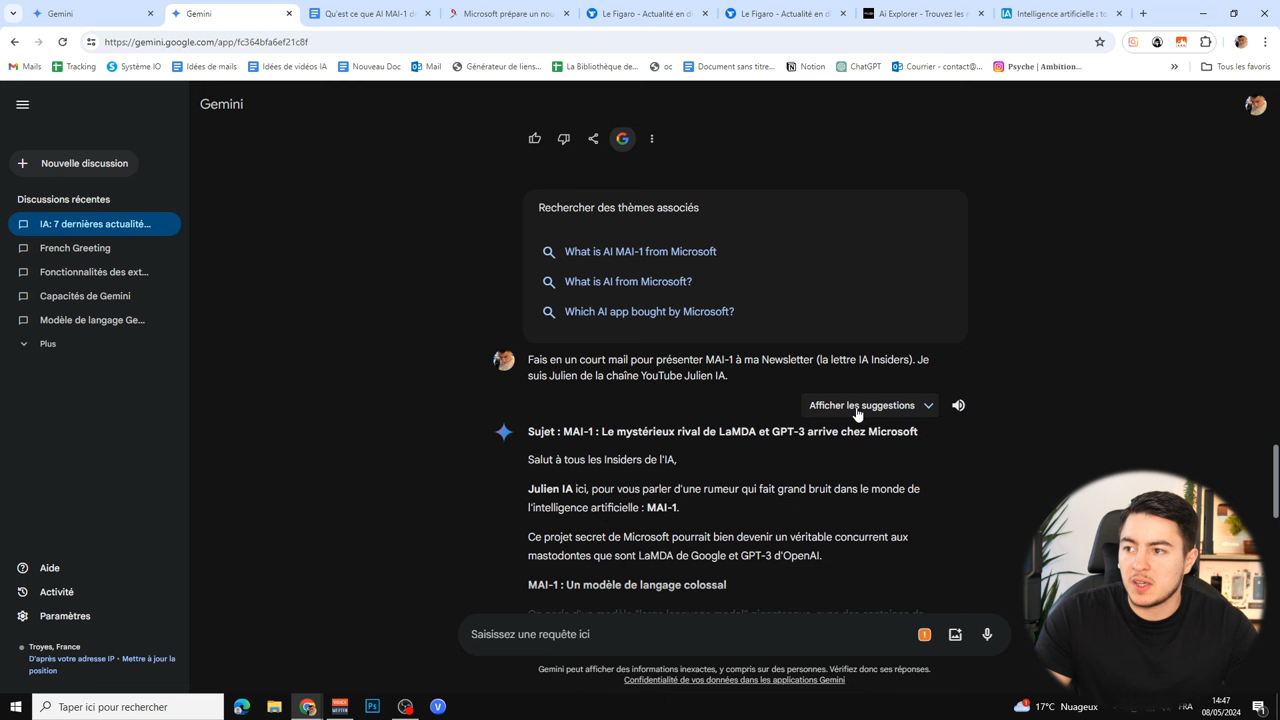 Gemini
Gemini
Qu'est ce que AI MAI-1 d
Microsoft prépare un nou
Le Figaro - Actualité en di
Le Figaro - Actualité en da
Ai Explorer - Trouvez les m
Intelligence artificielle : to
https://gemini.google.com/app/fc364bfa6ef21c8f
Mails
Tracking
Système IO
Idées de mails
Idées de vidéos IA
Nouveau Doc
Mail
Générateur de liens...
La Bibliothèque de...
oc
Document sans titre...
Notion
ChatGPT
Courrier - contact@...
Psyche | Ambition...
Tous les favoris
Gemini
Nouvelle discussion
Discussions récentes
IA: 7 dernières actualité...
French Greeting
Fonctionnalités des ext...
Capacités de Gemini
Modèle de langage Ge...
Plus
Rechercher des thèmes associés
What is AI MAI-1 from Microsoft
What is AI from Microsoft?
Which AI app bought by Microsoft?
Fais en un court mail pour présenter MAI-1 à ma Newsletter (la lettre IA Insiders). Je
suis Julien de la chaîne YouTube Julien IA.
Afficher les suggestions
Sujet : MAI-1 : Le mystérieux rival de LaMDA et GPT-3 arrive chez Microsoft
Salut à tous les Insiders de l'IA,
Julien IA ici, pour vous parler d'une rumeur qui fait grand bruit dans le monde de
l'intelligence artificielle : MAI-1.
Ce projet secret de Microsoft pourrait bien devenir un véritable concurrent aux
mastodontes que sont LaMDA de Google et GPT-3 d'OpenAI.
MAI-1 : Un modèle de langage colossal
Saisissez une requête ici
Gemini peut afficher des informations inexactes, y compris sur des personnes. Vérifiez donc ses réponses.
Confidentialité de vos données dans les applications Gemini
Aide
Activité
Paramètres
Troyes, France
D'après votre adresse IP • Mettre à jour la
position
Taper ici pour rechercher
17°C Nuageux
FRA
14:47
08/05/2024